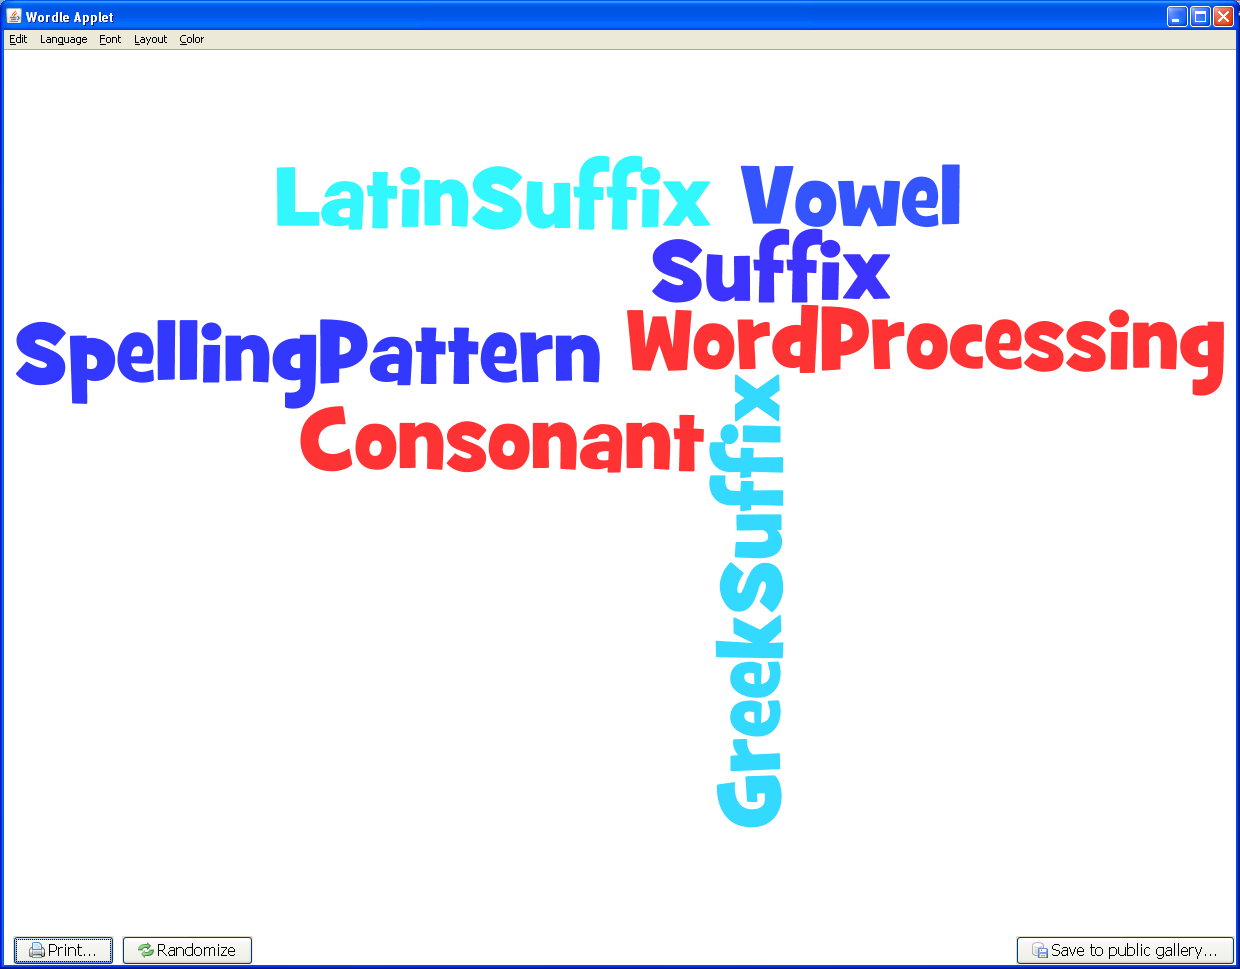 Wordle Applet
Edit Language Font Layout Color
LatinSuffix Vowel
Suffix
SpellingPattern WordProcessing
Consonant
GreekSuffix
Print... Randomize Save to public gallery...